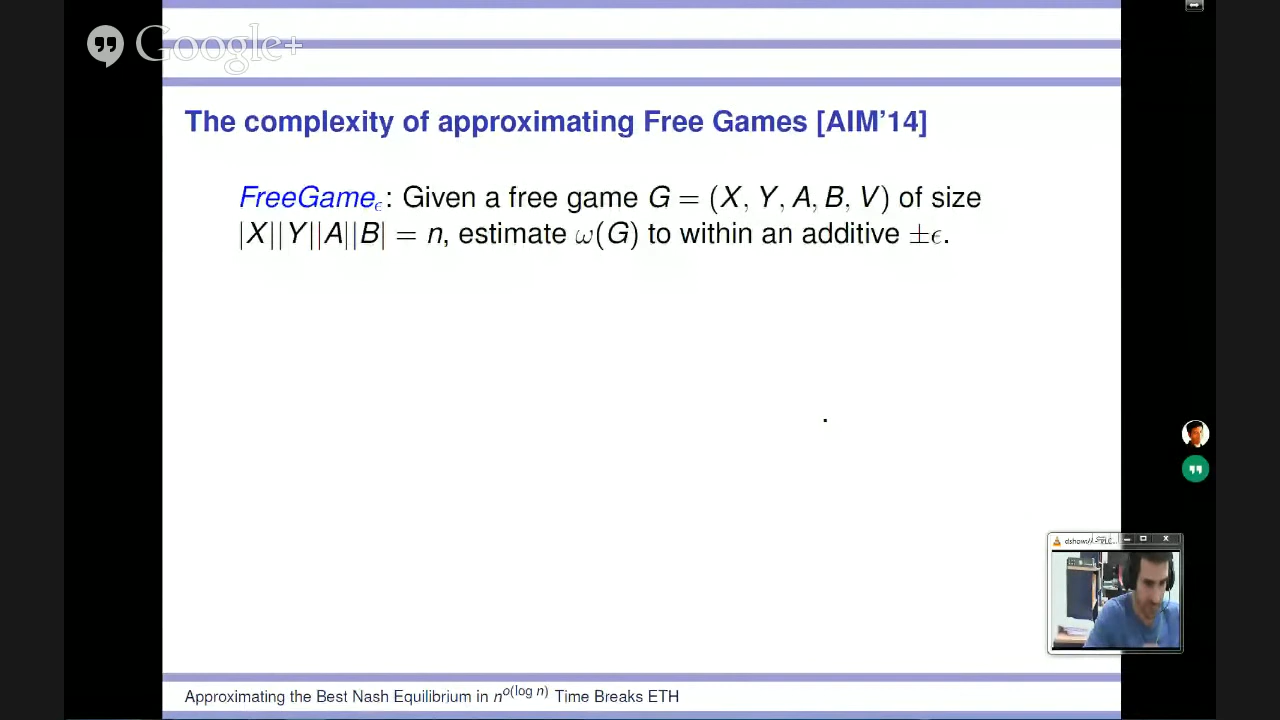 Google+
The complexity of approximating Free Games [AIM'14]
FreeGameϵ: Given a free game G = (X, Y, A, B, V) of size
|X||Y||A||B| = n, estimate ω(G) to within an additive ±ϵ.
Approximating the Best Nash Equilibrium in n^o(log n) Time Breaks ETH